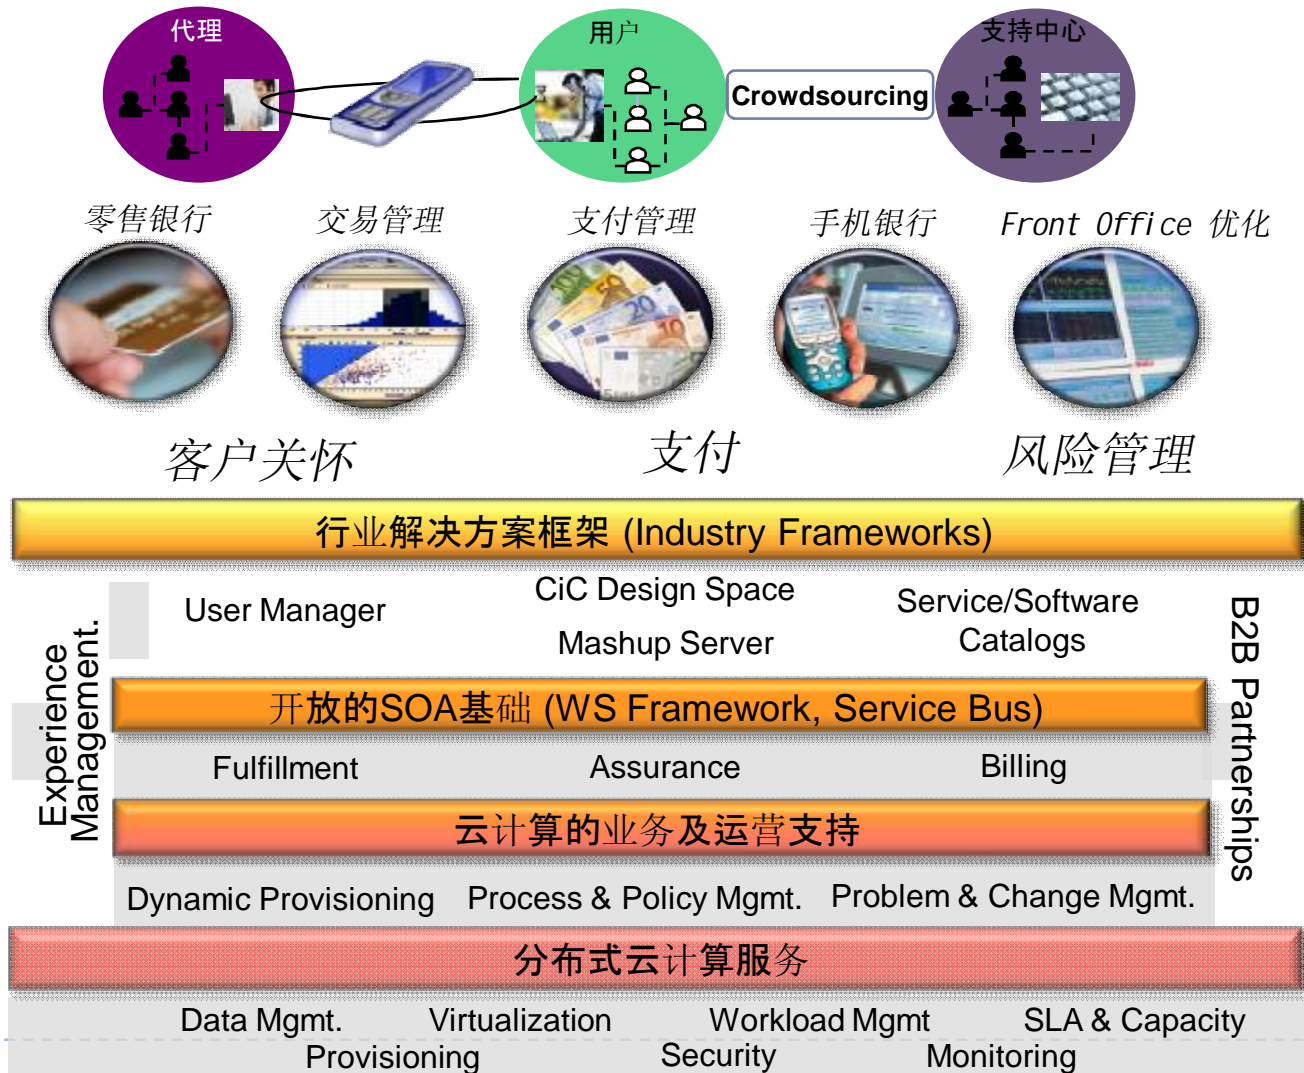 代理
用户
支持中心
Crowdsourcing
零售银行
交易管理
支付管理
手机银行
Front Office 优化
100
50
20
10
客户关怀
支付
风险管理
行业解决方案框架 (Industry Frameworks)
User Manager
CiC Design Space
Mashup Server
Service/Software
Catalogs
Experience
Management.
B2B Partnerships
开放的SOA基础 (WS Framework, Service Bus)
Fulfillment
Assurance
Billing
云计算的业务及运营支持
Dynamic Provisioning
Process & Policy Mgmt.
Problem & Change Mgmt.
分布式云计算服务
Data Mgmt.
Virtualization
Workload Mgmt
SLA & Capacity
Provisioning
Security
Monitoring